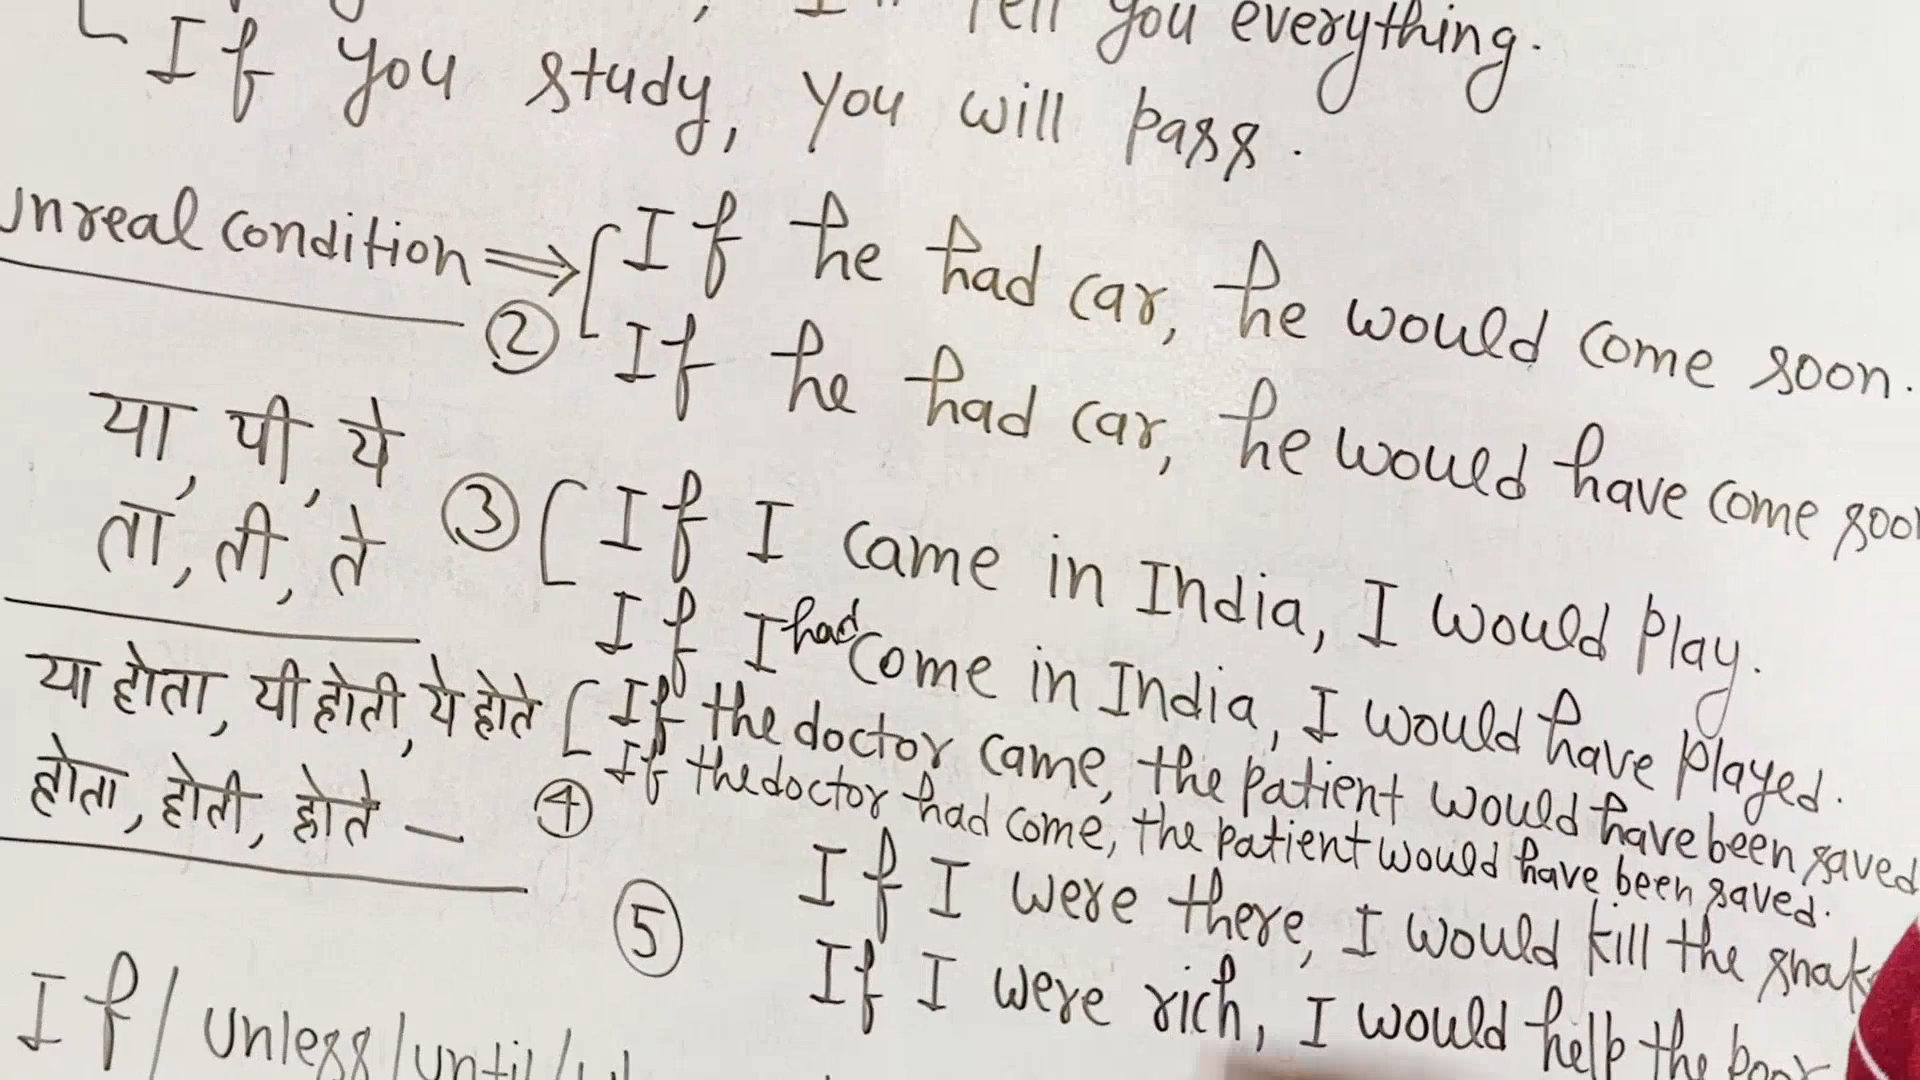 I'll Tell you everything.
If you study, you will pass.
unreal condition ⇒ If he had car, he would come soon.
② If he had car, he would have come soon
या, यी, ये
③ If I came in India, I would play.
ता, ती, ते
If I had come in India, I would have played.
या होता, यी होती, ये होते
If the doctor came, the patient would have been saved
④ If the doctor had come, the patient would have been saved.
होता, होती, होते —
⑤ If I were there, I would kill the snake
If I were rich, I would help the poor
If / unless / until /